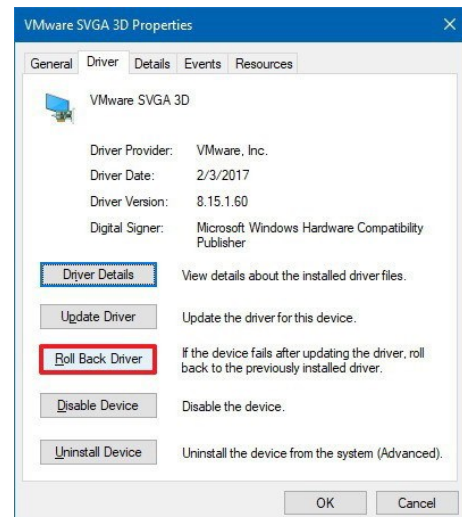 VMware SVGA 3D Properties
General Driver Details Events Resources
VMware SVGA 3D
Driver Provider: VMware, Inc.
Driver Date: 2/3/2017
Driver Version: 8.15.1.60
Digital Signer: Microsoft Windows Hardware Compatibility
Publisher
Driver Details View details about the installed driver files.
Update Driver Update the driver for this device.
Roll Back Driver If the device fails after updating the driver, roll
back to the previously installed driver.
Disable Device Disable the device.
Uninstall Device Uninstall the device from the system (Advanced).
OK Cancel